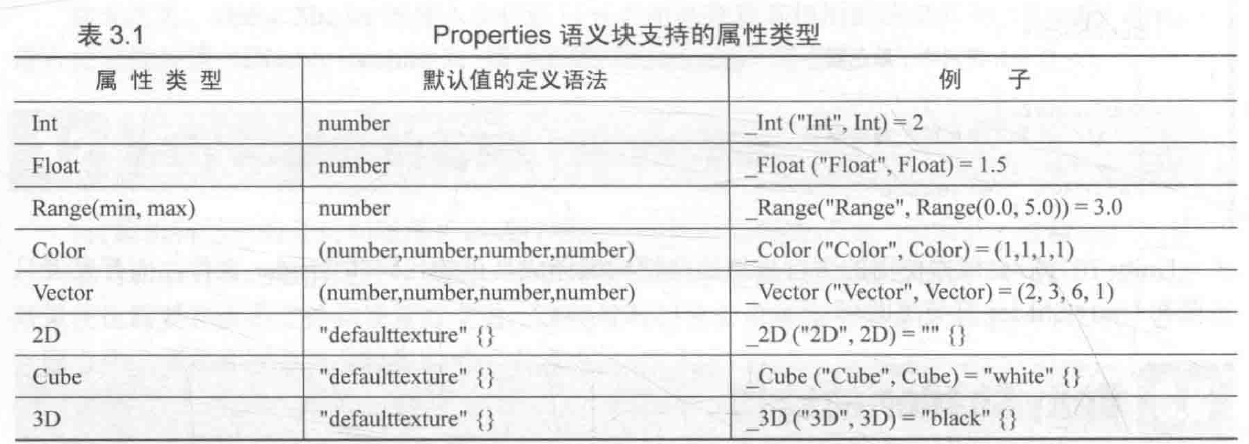 表 3.1 Properties 语义块支持的属性类型
属 性 类 型 默认值的定义语法 例 子
Int number _Int ("Int", Int) = 2
Float number _Float ("Float", Float) = 1.5
Range(min, max) number _Range("Range", Range(0.0, 5.0)) = 3.0
Color (number,number,number,number) _Color ("Color", Color) = (1,1,1,1)
Vector (number,number,number,number) _Vector ("Vector", Vector) = (2, 3, 6, 1)
2D "defaulttexture" {} _2D ("2D", 2D) = "" {}
Cube "defaulttexture" {} _Cube ("Cube", Cube) = "white" {}
3D "defaulttexture" {} _3D ("3D", 3D) = "black" {}